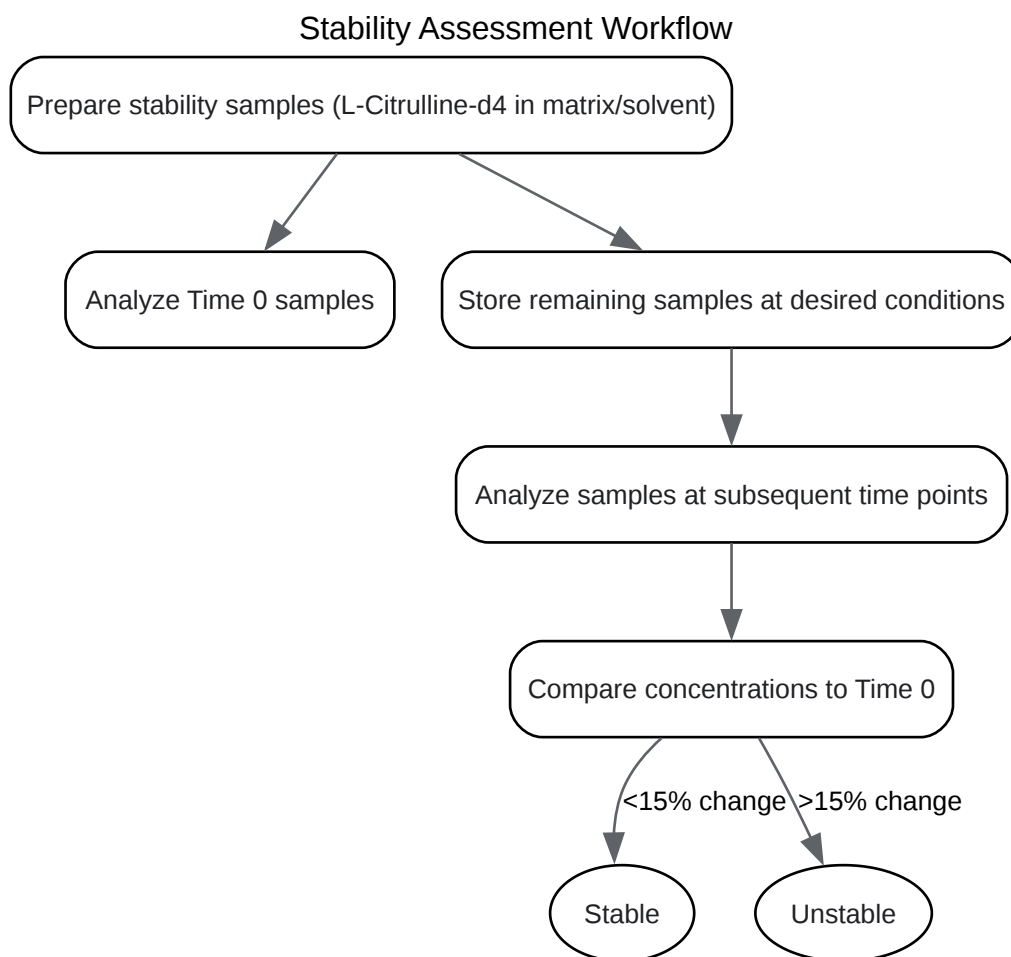 Stability Assessment Workflow
Prepare stability samples (L-Citrulline-d4 in matrix/solvent)
Analyze Time 0 samples
Store remaining samples at desired conditions
Analyze samples at subsequent time points
Compare concentrations to Time 0
<15% change
>15% change
Stable
Unstable